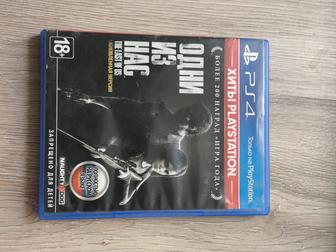 PS4
Только на PlayStation
ХИТЫ PLAYSTATION
БОЛЕЕ 200 НАГРАД «ИГРА ГОДА»
ОДНИ
ИЗ
НАС
THE LAST OF US
ОБНОВЛЕННАЯ ВЕРСИЯ
18+
ЗАПРЕЩЕНО ДЛЯ ДЕТЕЙ
NAUGHTY DOG